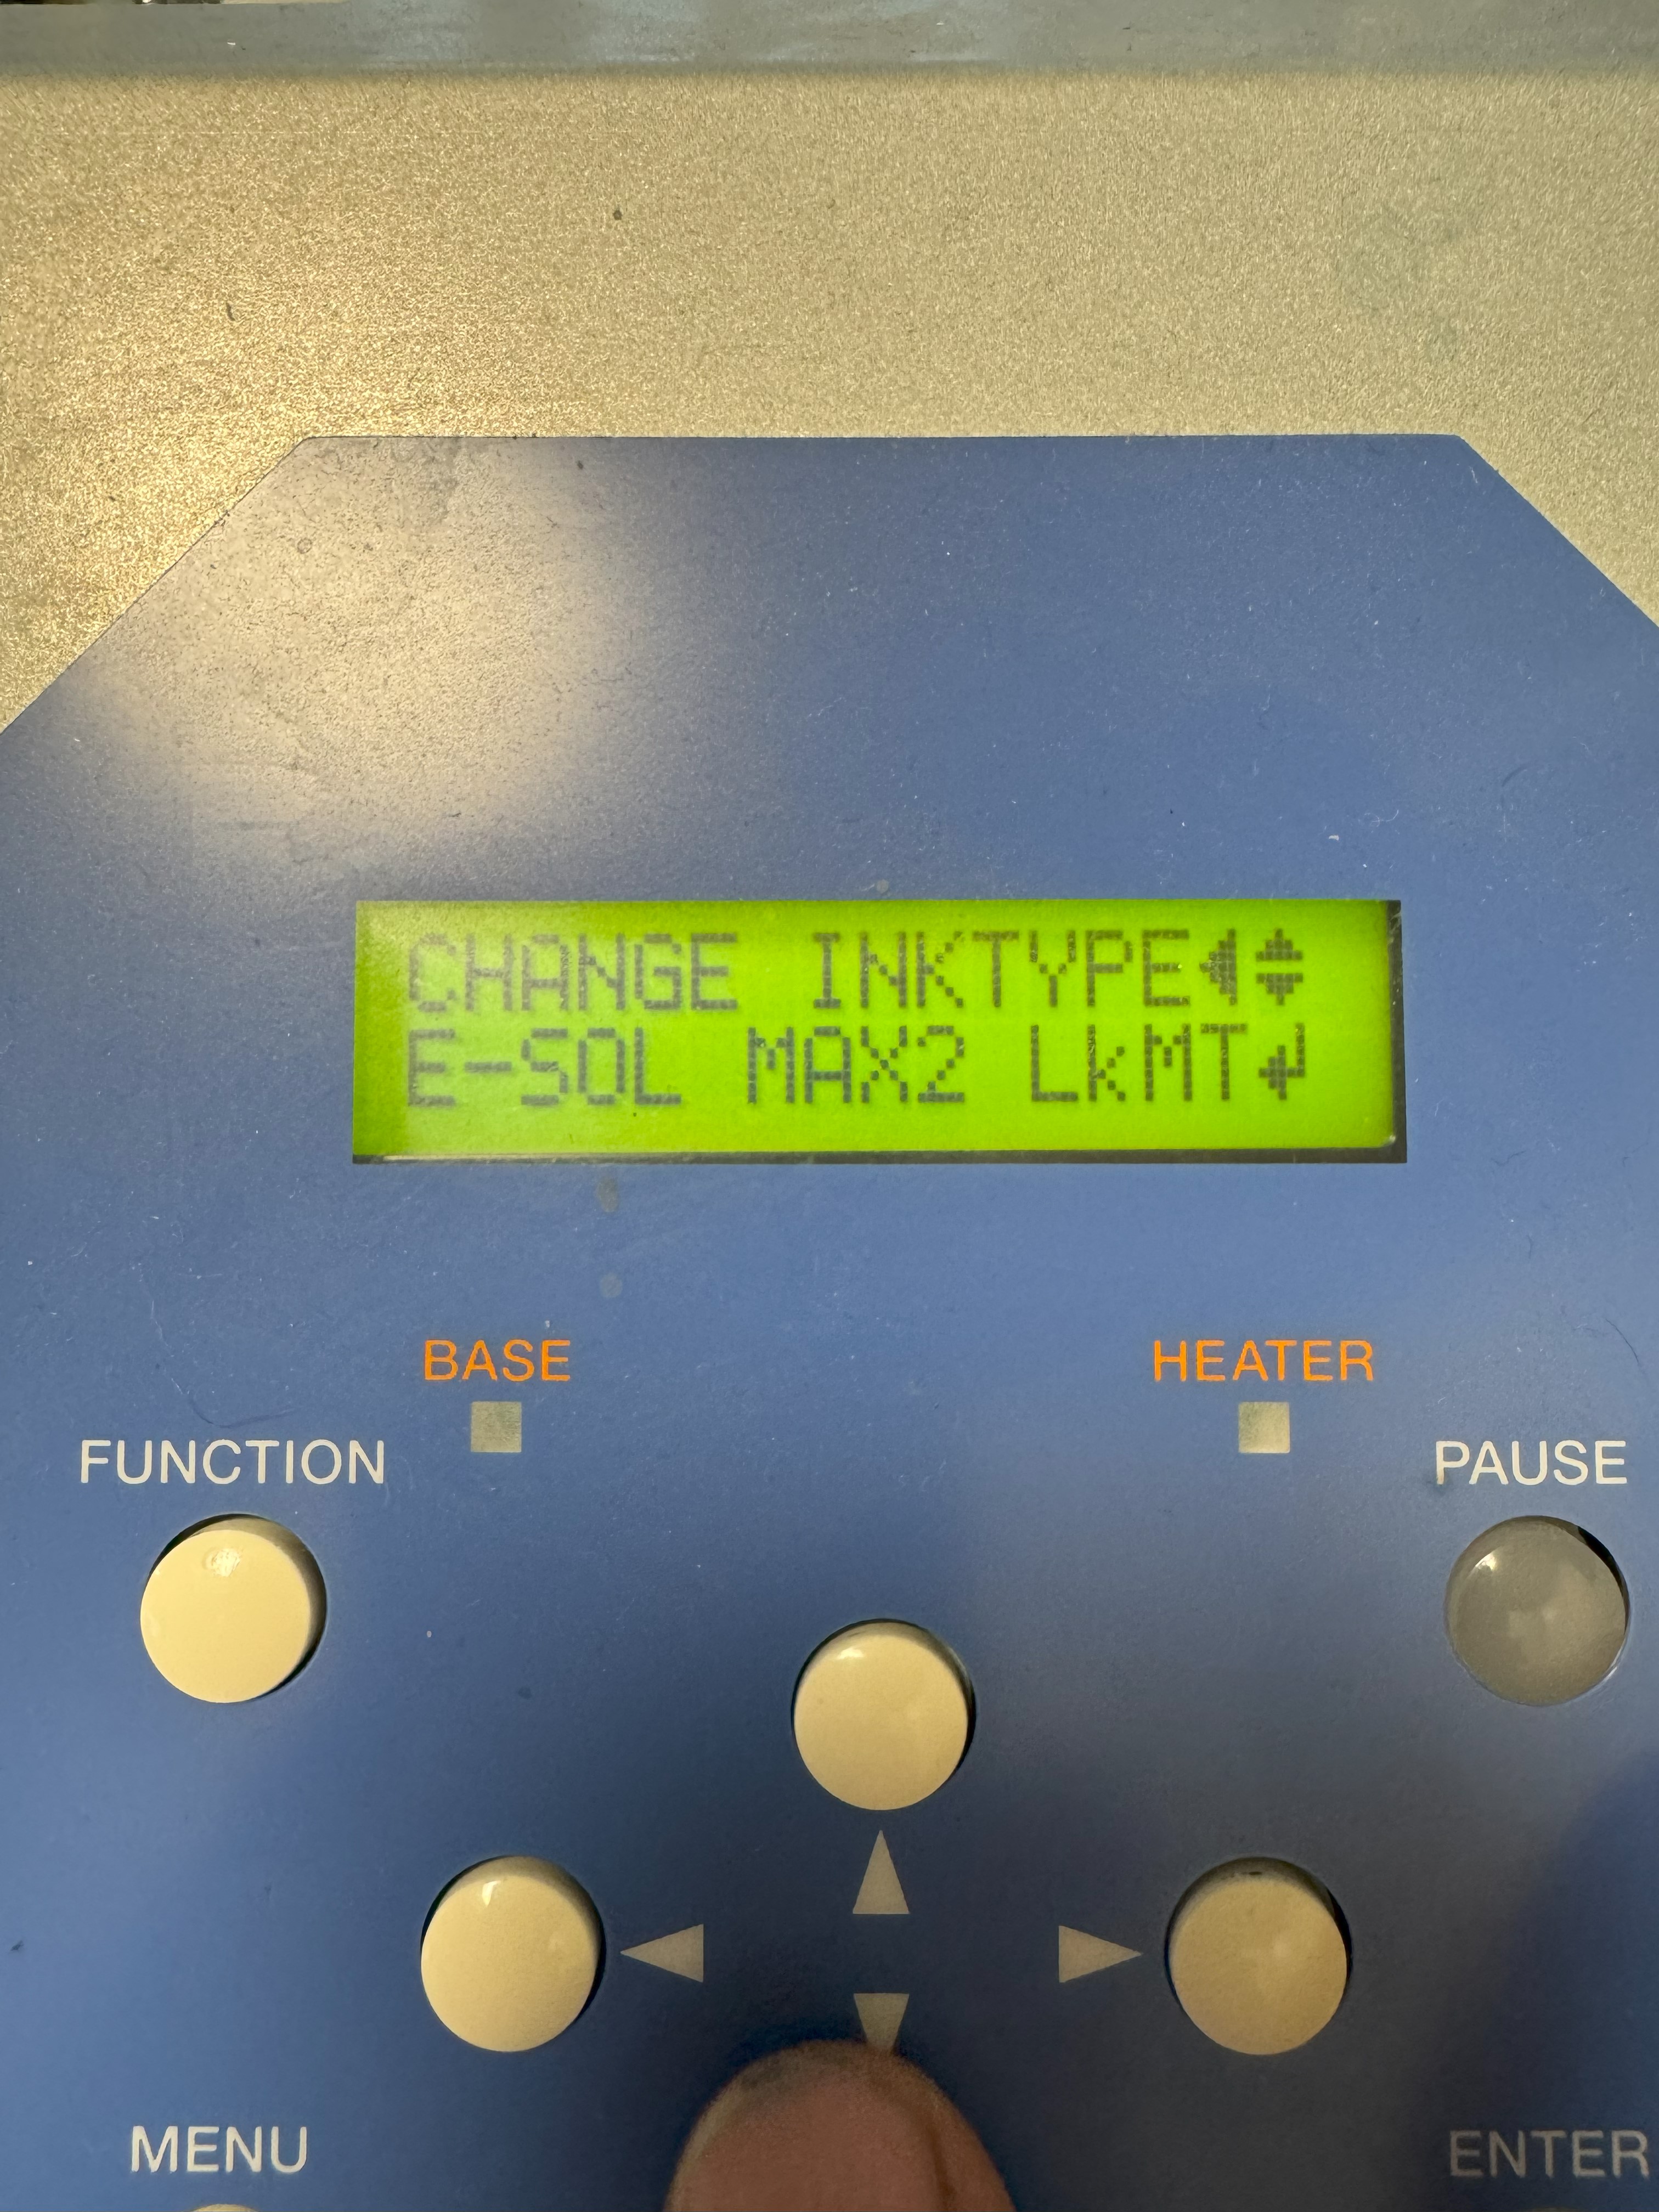 CHANGE INKTYPE◀♦
E-SOL MAX2 LkMT↵
BASE
HEATER
FUNCTION
PAUSE
MENU
ENTER